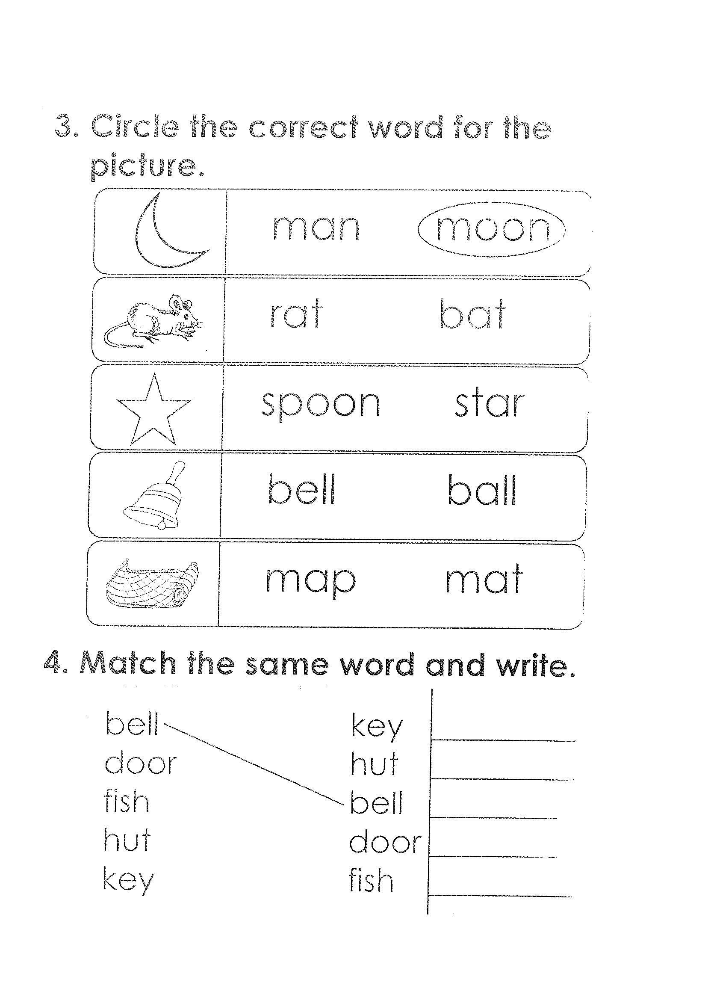 3. Circle the correct word for the
picture.
man moon
rat bat
spoon star
bell ball
map mat
4. Match the same word and write.
bell key
door hut
fish bell
hut door
key fish